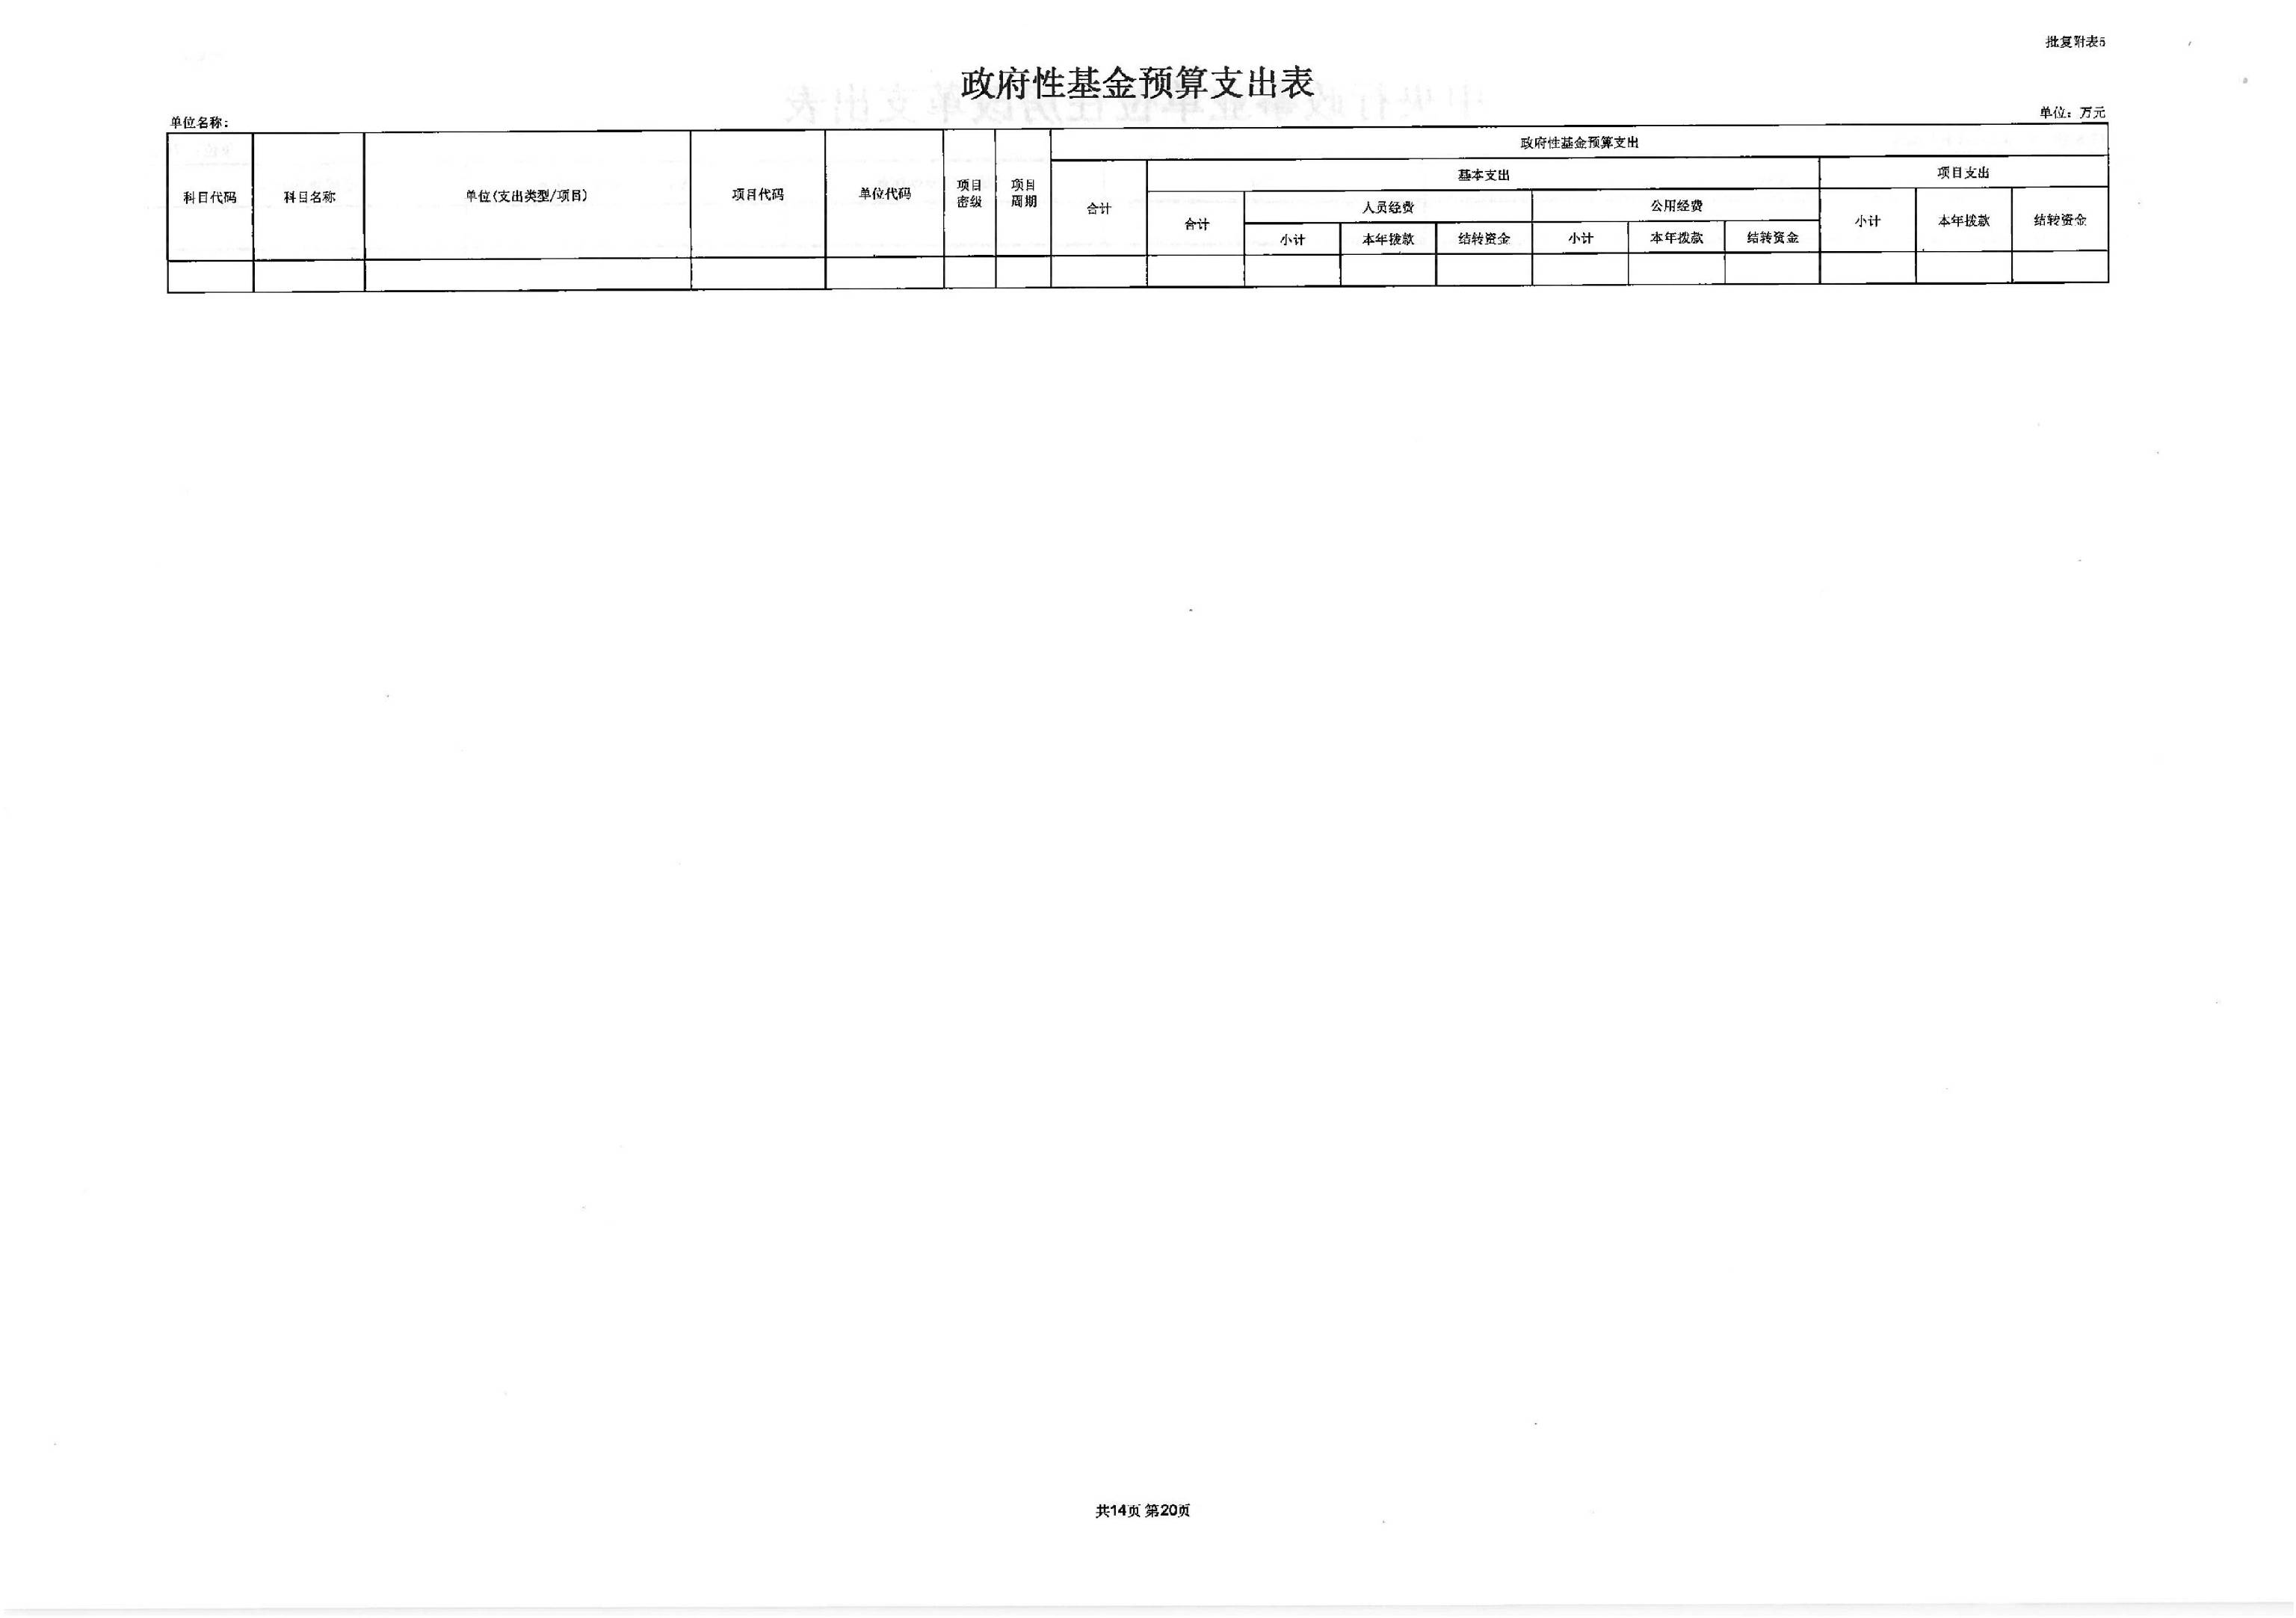 批复附表5
政府性基金预算支出表
单位名称：
单位：万元
科目代码 科目名称 单位(支出类型/项目) 项目代码 单位代码 项目密级 项目周期 政府性基金预算支出
合计 基本支出 项目支出
合计 人员经费 公用经费 小计 本年拨款 结转资金
小计 本年拨款 结转资金 小计 本年拨款 结转资金
共14页 第20页